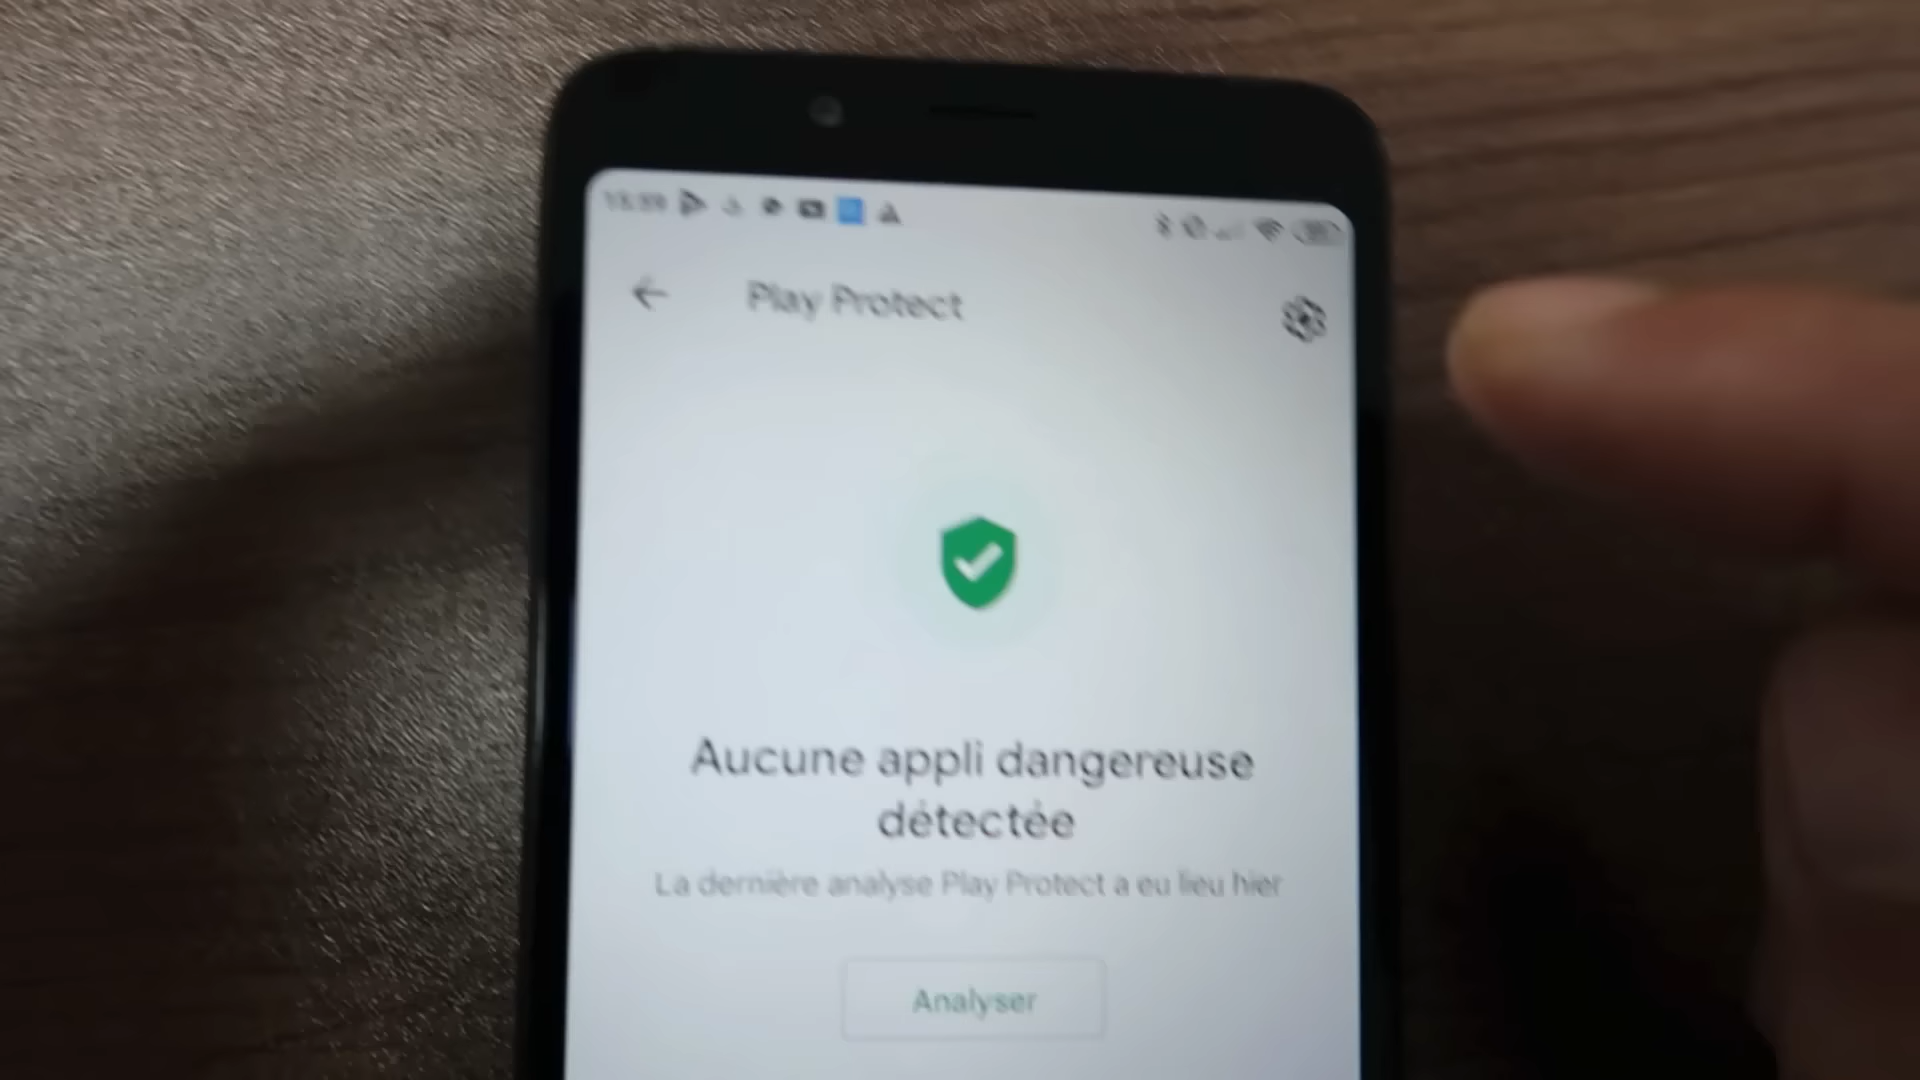 Play Protect
Aucune appli dangereuse
détectée
La dernière analyse Play Protect a eu lieu hier
Analyser